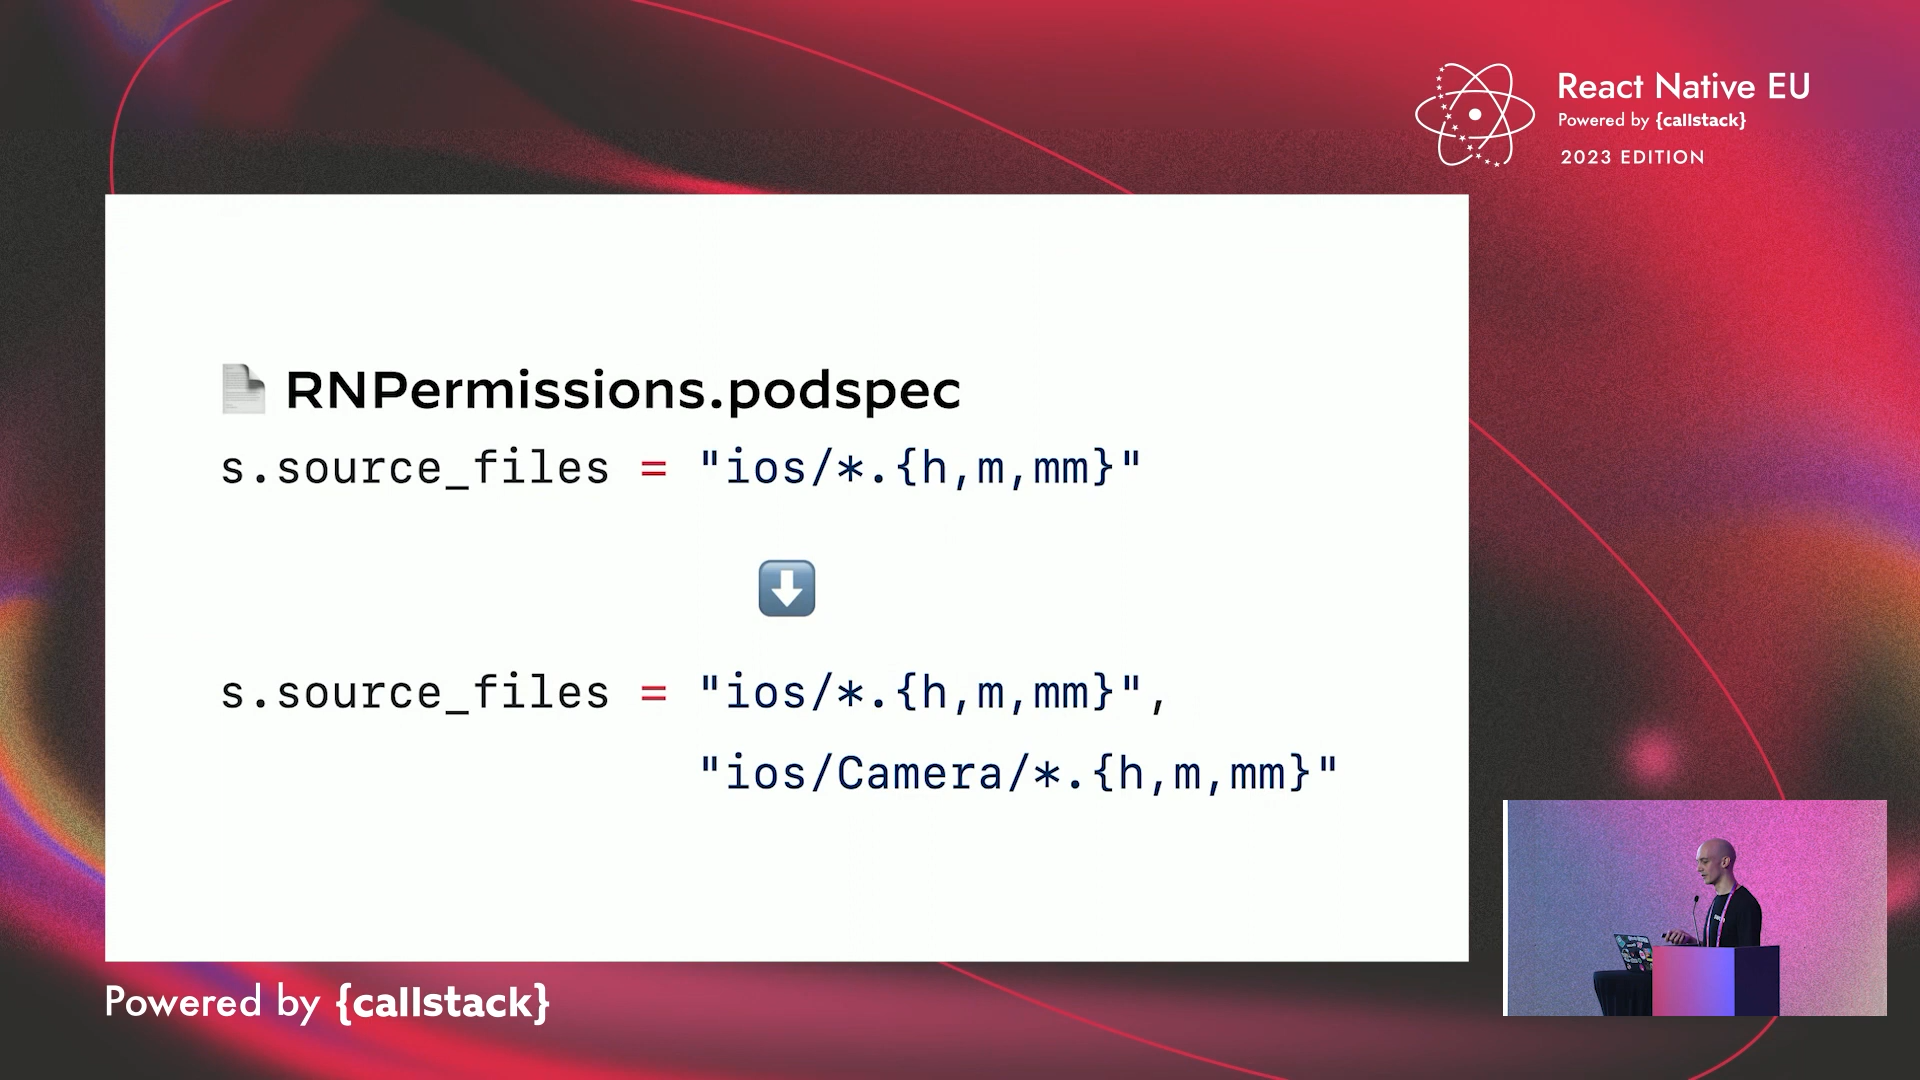 React Native EU
Powered by {callstack}
2023 EDITION
RNPermissions.podspec
s.source_files = "ios/*.{h,m,mm}"
s.source_files = "ios/*.{h,m,mm}",
"ios/Camera/*.{h,m,mm}"
Powered by {callstack}